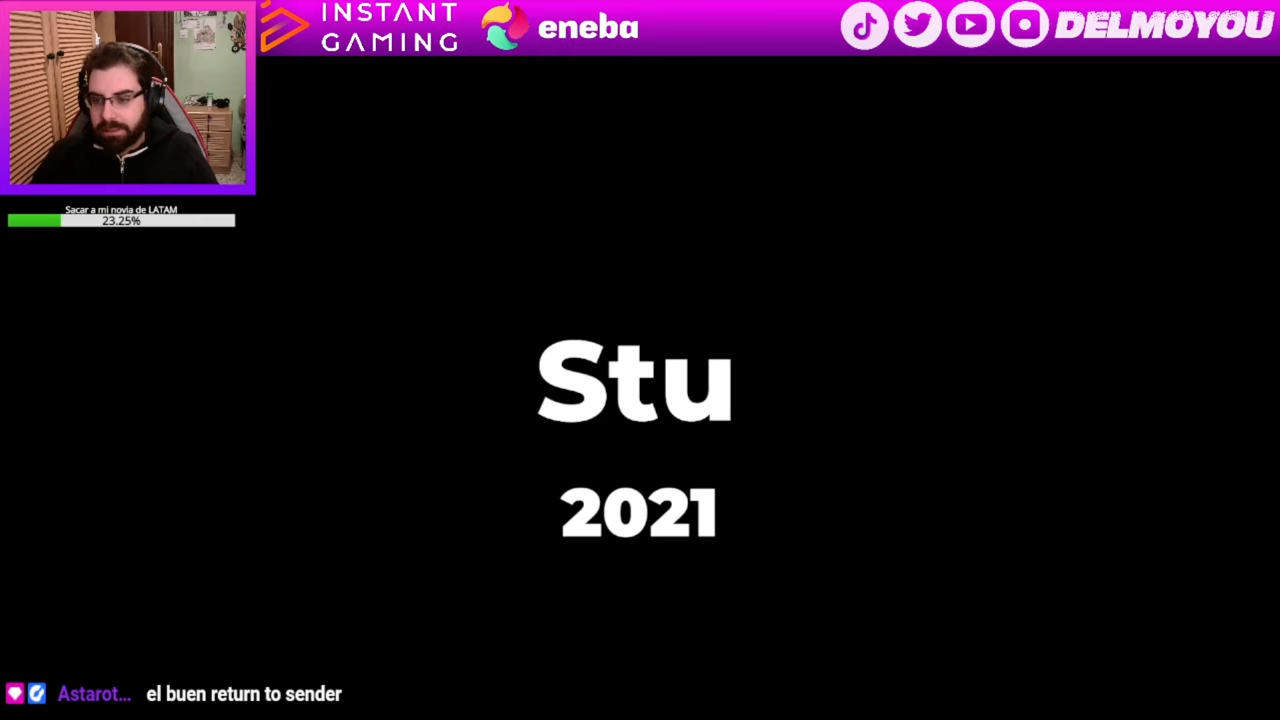 INSTANT
GAMING
eneba
DELMOYOU
Sacar a mi novia de LATAM
23.25%
Stu
2021
Astarot... el buen return to sender